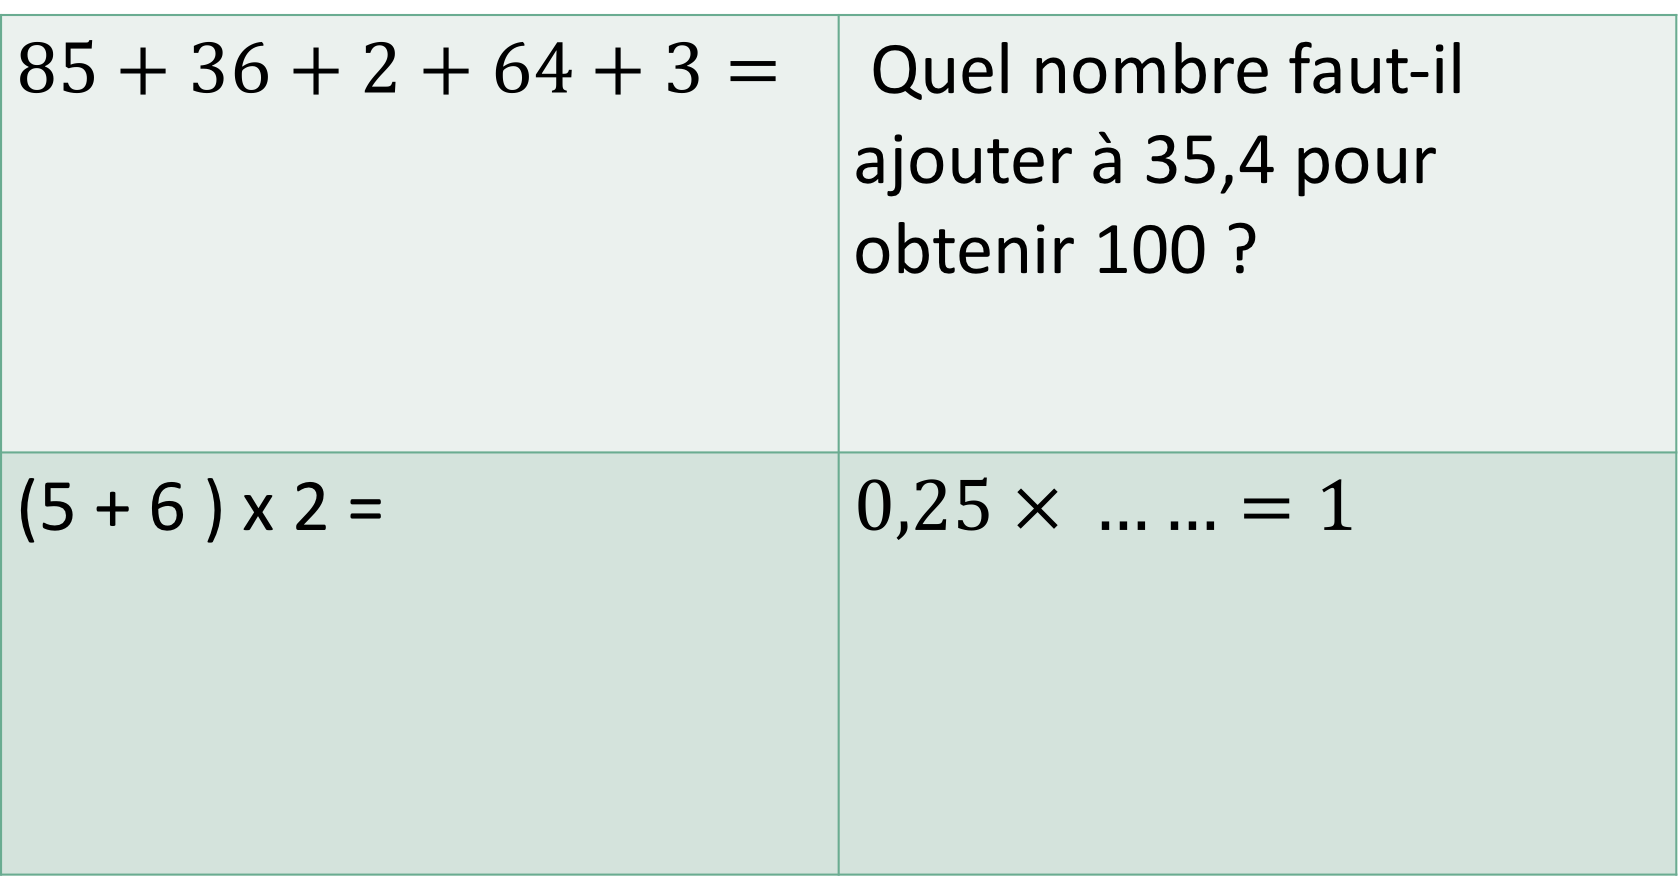 85 + 36 + 2 + 64 + 3 =
Quel nombre faut-il
ajouter à 35,4 pour
obtenir 100 ?
(5 + 6 ) x 2 =
0,25 × … … = 1